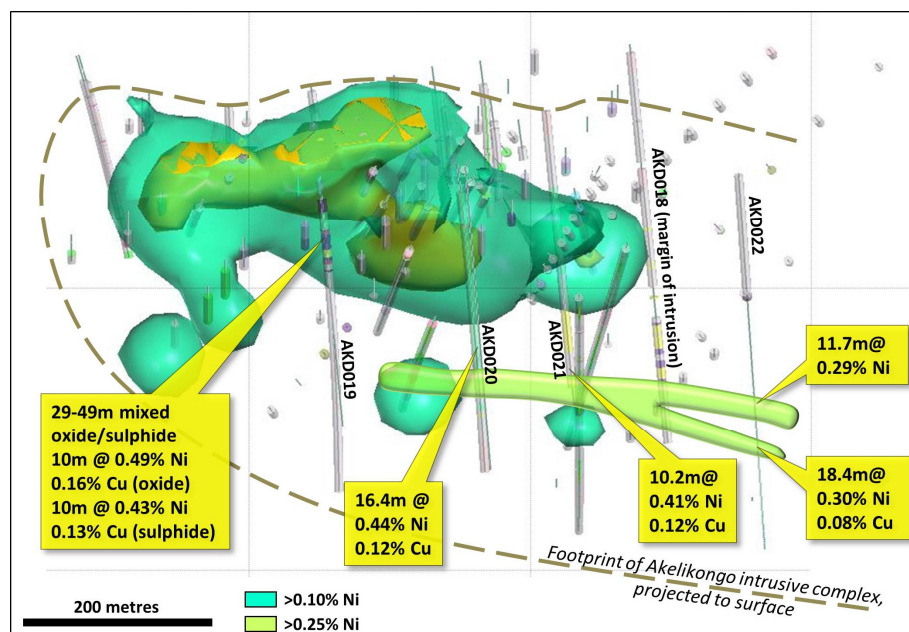 AKD018 (margin of intrusion)
AKD022
AKD019
AKD020
AKD021
11.7m@
0.29% Ni
29-49m mixed
oxide/sulphide
10m @ 0.49% Ni
0.16% Cu (oxide)
10m @ 0.43% Ni
0.13% Cu (sulphide)
16.4m @
0.44% Ni
0.12% Cu
10.2m@
0.41% Ni
0.12% Cu
18.4m@
0.30% Ni
0.08% Cu
Footprint of Akelikongo intrusive complex,
projected to surface
200 metres
>0.10% Ni
>0.25% Ni